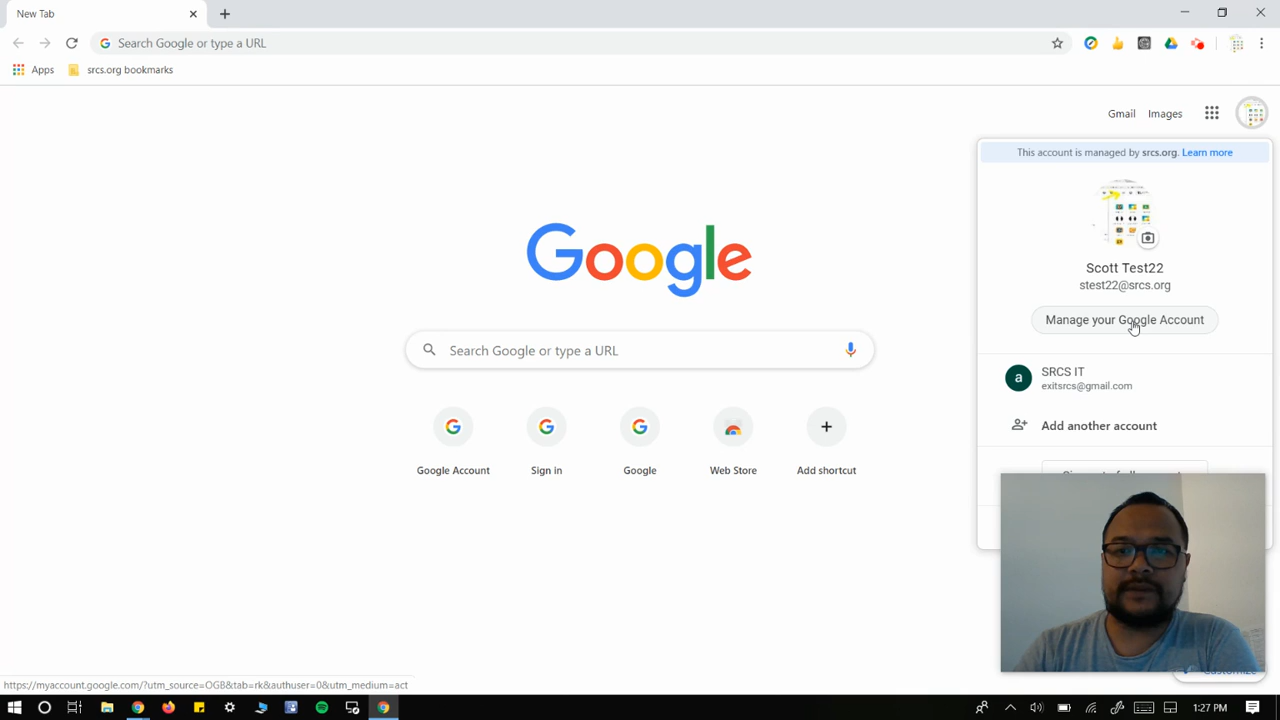 New Tab
Search Google or type a URL
Apps
srcs.org bookmarks
Gmail
Images
This account is managed by srcs.org. Learn more
Scott Test22
stest22@srcs.org
Manage your Google Account
SRCS IT
a
exitsrcs@gmail.com
Add another account
Google
Search Google or type a URL
Google Account
Sign in
Google
Web Store
Add shortcut
Customize
https://myaccount.google.com/?utm_source=OGB&tab=rk&authuser=0&utm_medium=act
1:27 PM